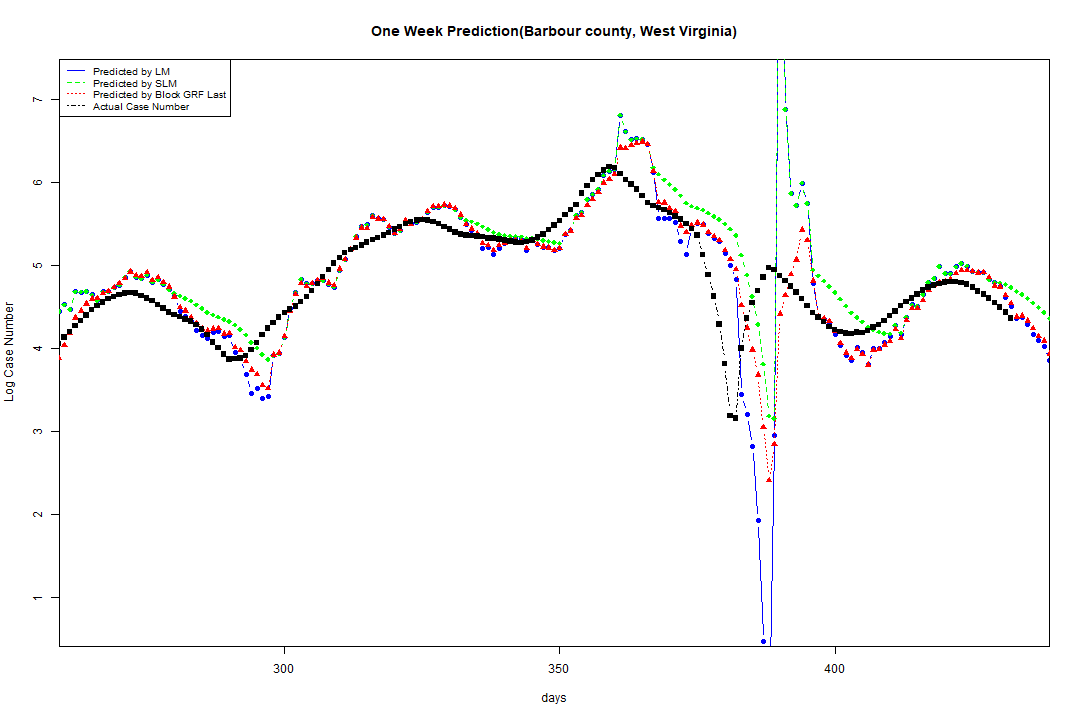 One Week Prediction(Barbour county, West Virginia)
Predicted by LM
Predicted by SLM
Predicted by Block GRF Last
Actual Case Number
7
6
5
4
3
2
1
Log Case Number
300 350 400
days